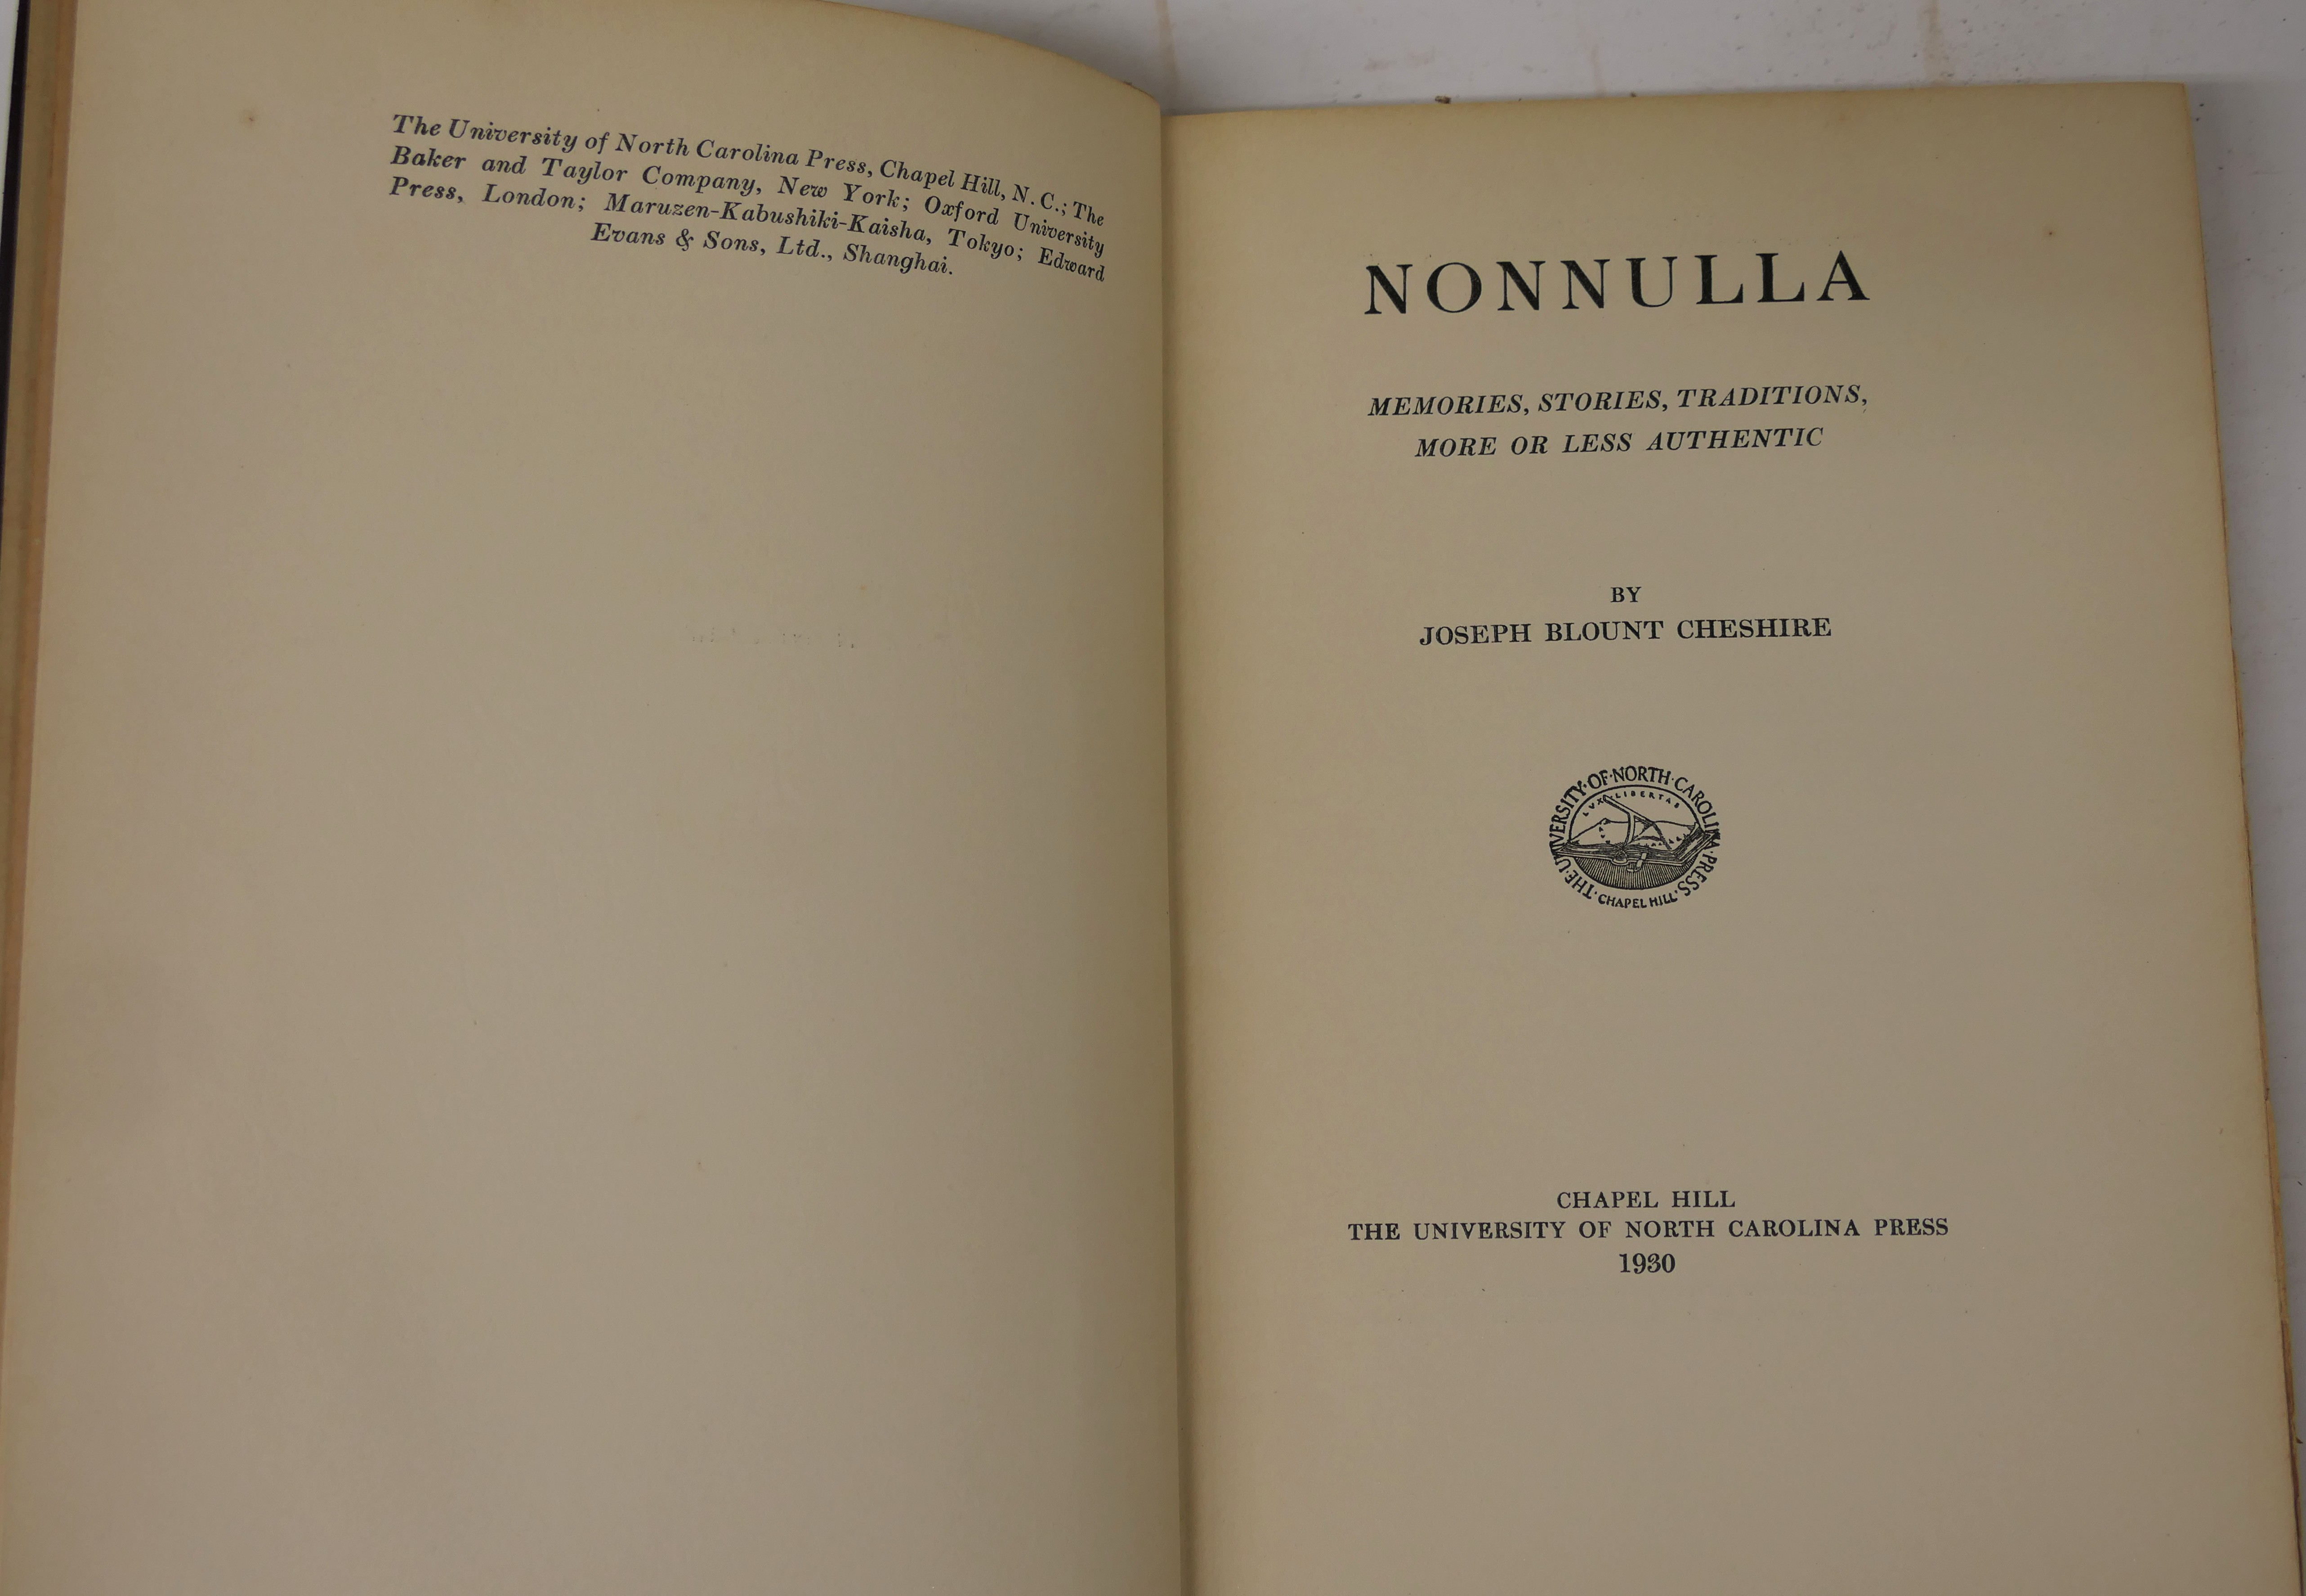 The University of North Carolina Press, Chapel Hill, N. C.; The
Baker and Taylor Company, New York; Oxford University
Press, London; Maruzen-Kabushiki-Kaisha, Tokyo; Edward
Evans & Sons, Ltd., Shanghai.
NONNULLA
MEMORIES, STORIES, TRADITIONS,
MORE OR LESS AUTHENTIC
BY
JOSEPH BLOUNT CHESHIRE
THE·UNIVERSITY·OF·NORTH·CAROLINA·PRESS·
LUX LIBERTAS
CHAPEL HILL
CHAPEL HILL
THE UNIVERSITY OF NORTH CAROLINA PRESS
1930